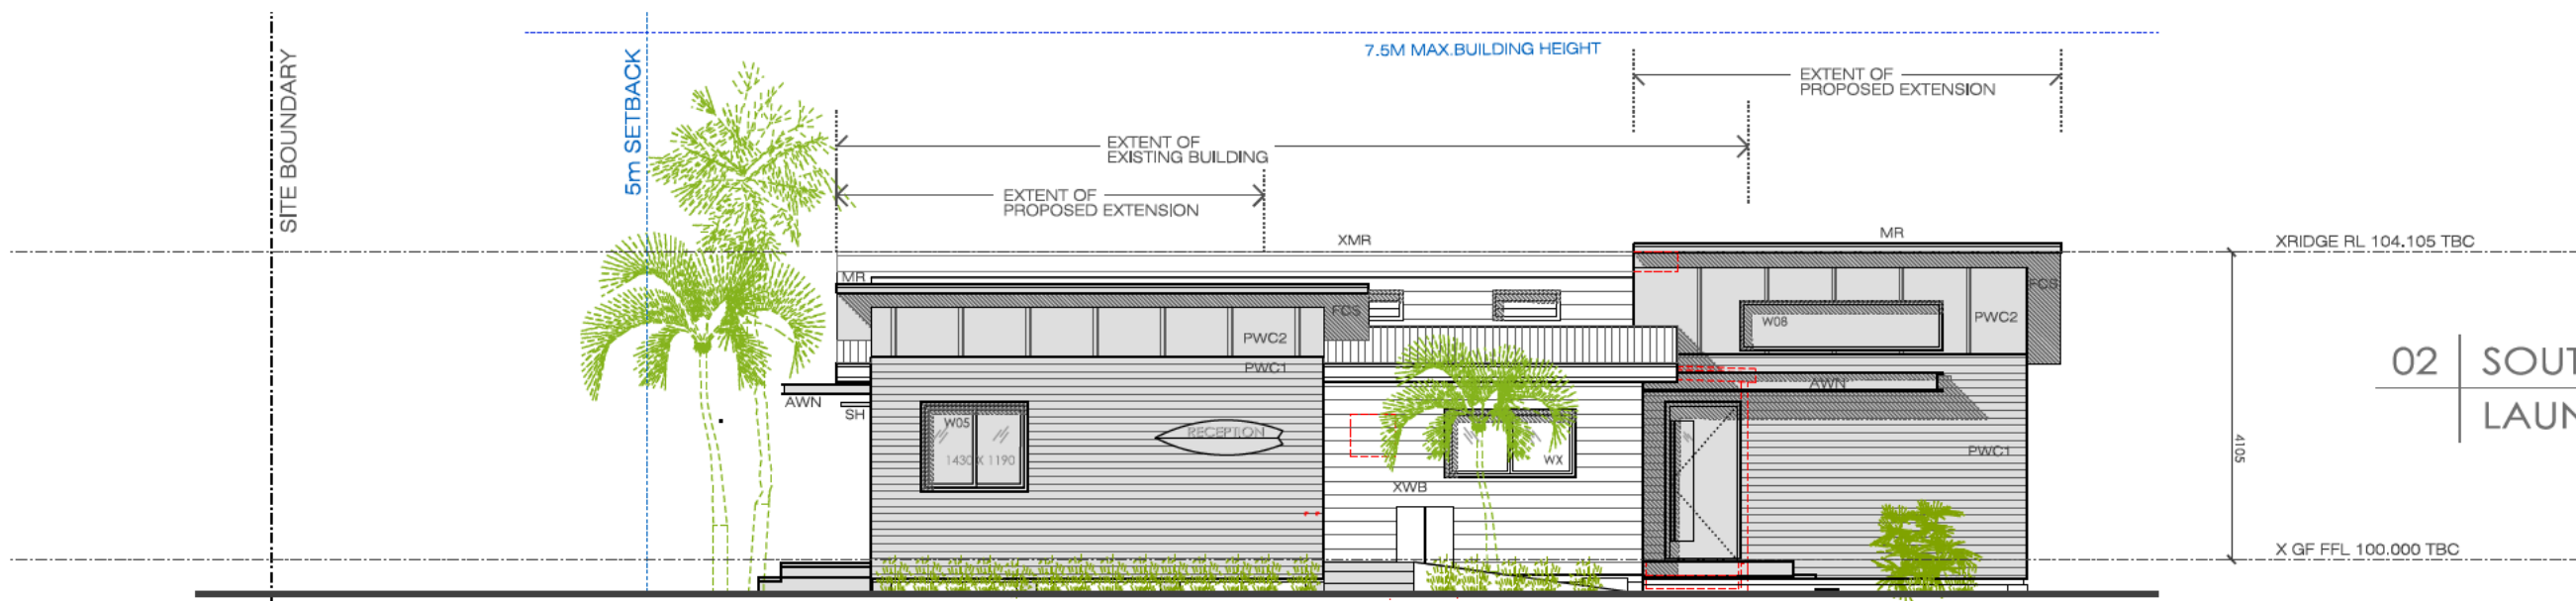 SITE BOUNDARY
5m SETBACK
7.5M MAX.BUILDING HEIGHT
EXTENT OF
PROPOSED EXTENSION
EXTENT OF
EXISTING BUILDING
EXTENT OF
PROPOSED EXTENSION
XMR
MR
XRIDGE RL 104.105 TBC
MR
FCS
FCS
W08
PWC2
PWC2
PWC1
AWN
AWN
SH
W05
RECEPTION
1430 X 1190
WX
XWB
PWC1
4105
X GF FFL 100.000 TBC
02
SOUT
LAUN